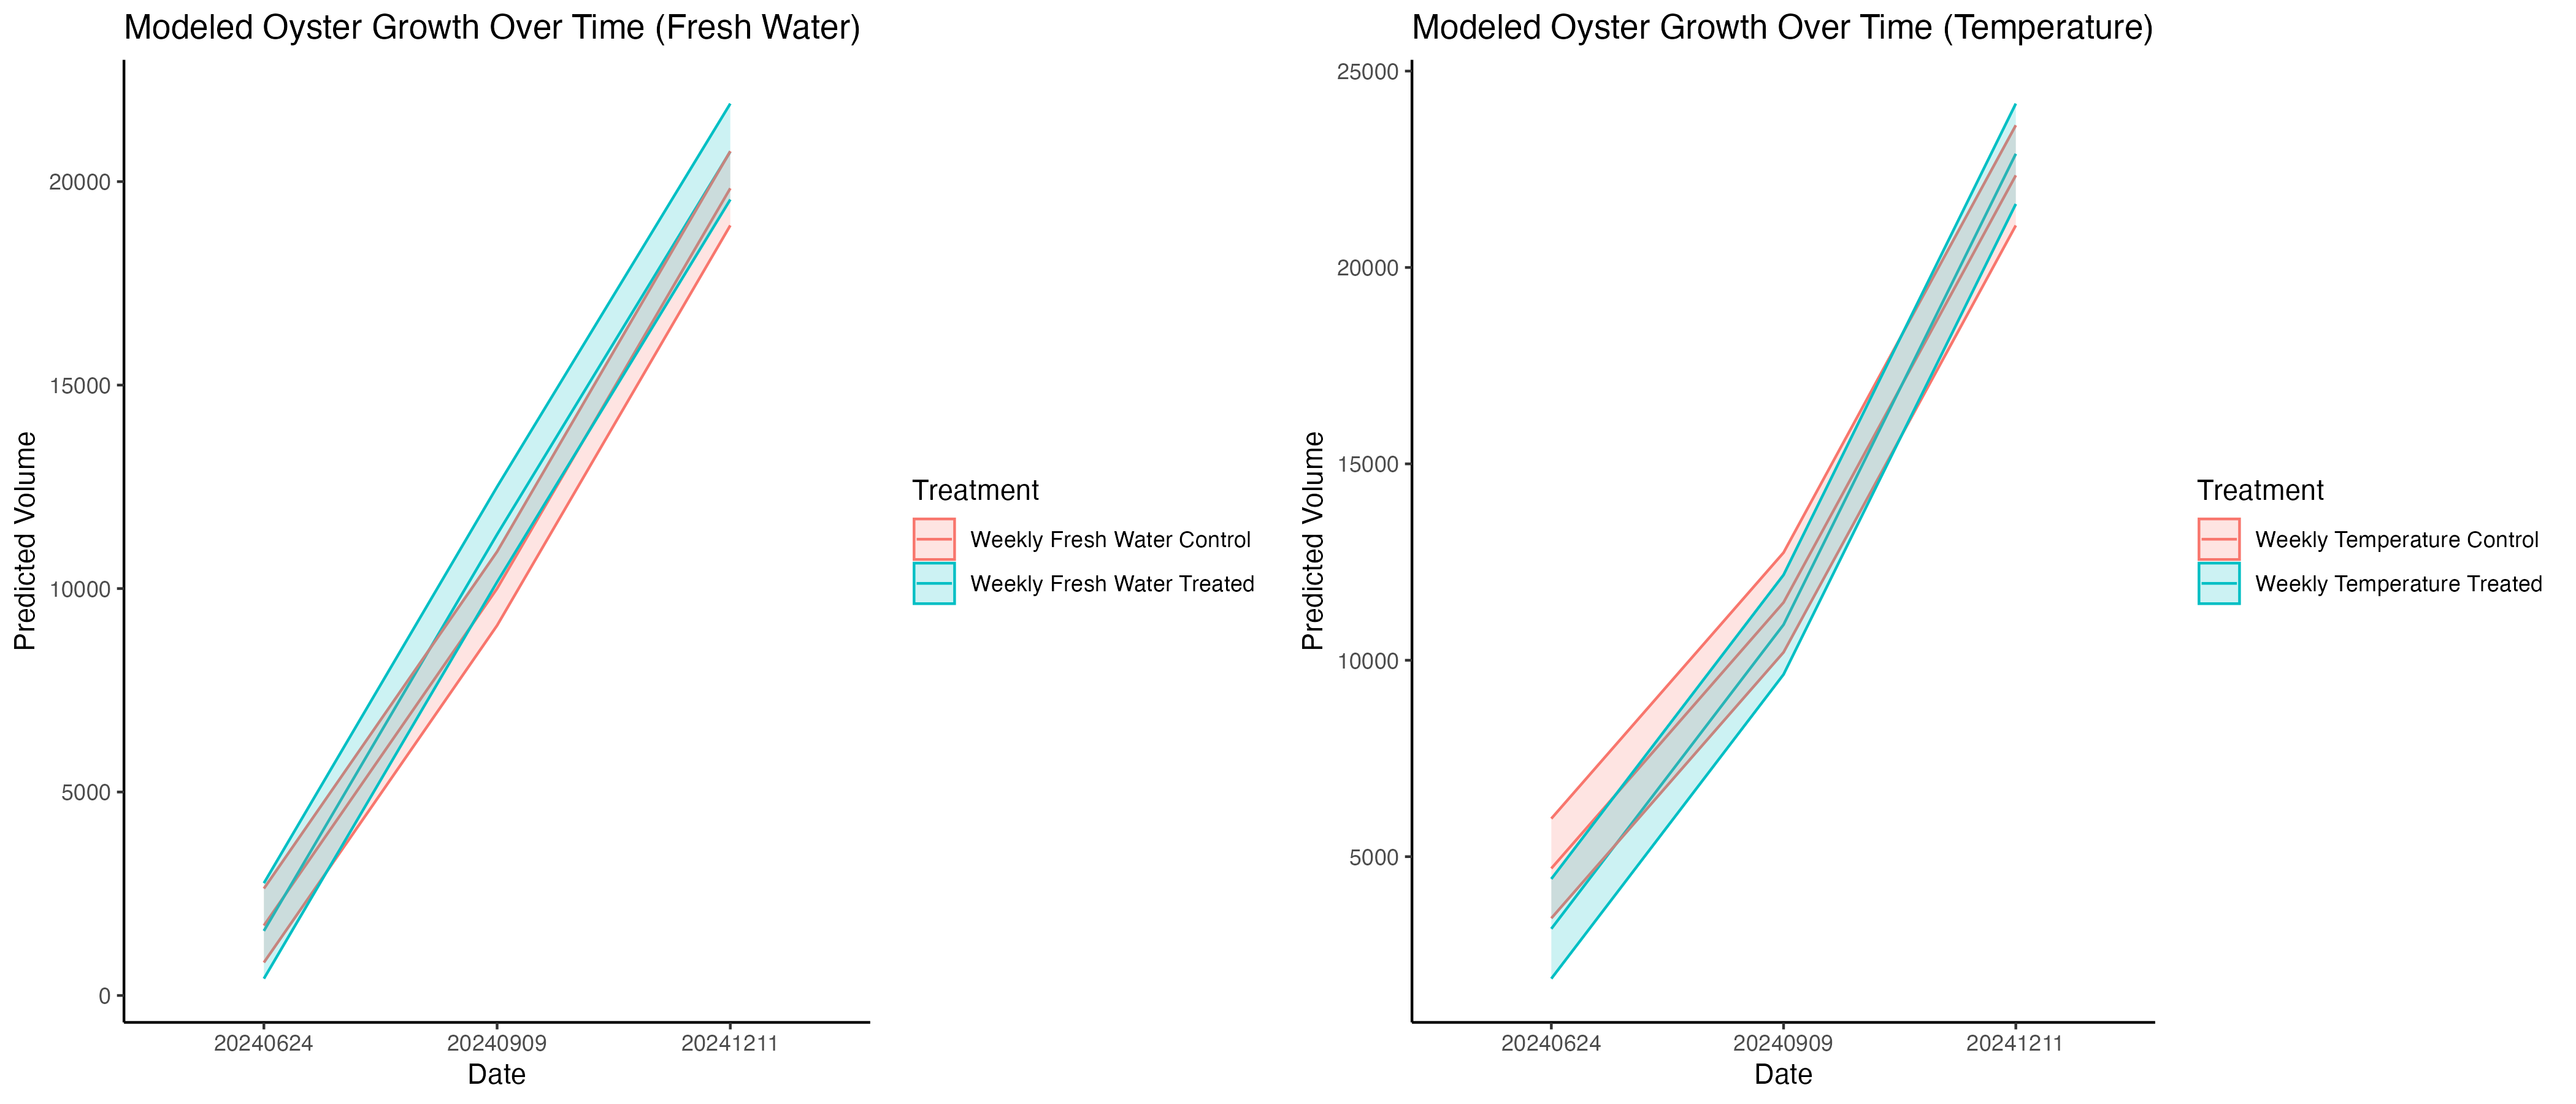 Modeled Oyster Growth Over Time (Fresh Water)
Predicted Volume
20000
15000
10000
5000
0
20240624 20240909 20241211
Date
Treatment
Weekly Fresh Water Control
Weekly Fresh Water Treated
Modeled Oyster Growth Over Time (Temperature)
Predicted Volume
25000
20000
15000
10000
5000
20240624 20240909 20241211
Date
Treatment
Weekly Temperature Control
Weekly Temperature Treated